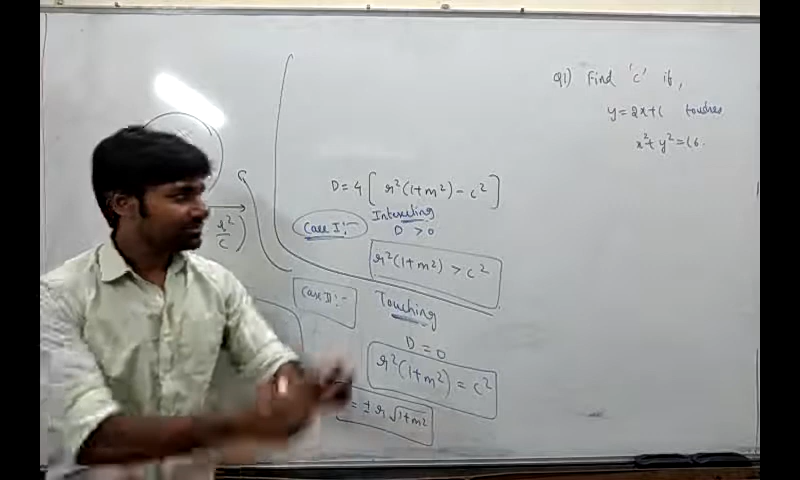 Q1) Find 'c' if,
y = 2x + c touches
x² + y² = 16.
D = 4 [ r²(1+m²) - c² ]
Case I :- Intersecting
D > 0
r²(1+m²) > c²
Case II :- Touching
D = 0
r²(1+m²) = c²
= ± r √1+m²
r²/c )